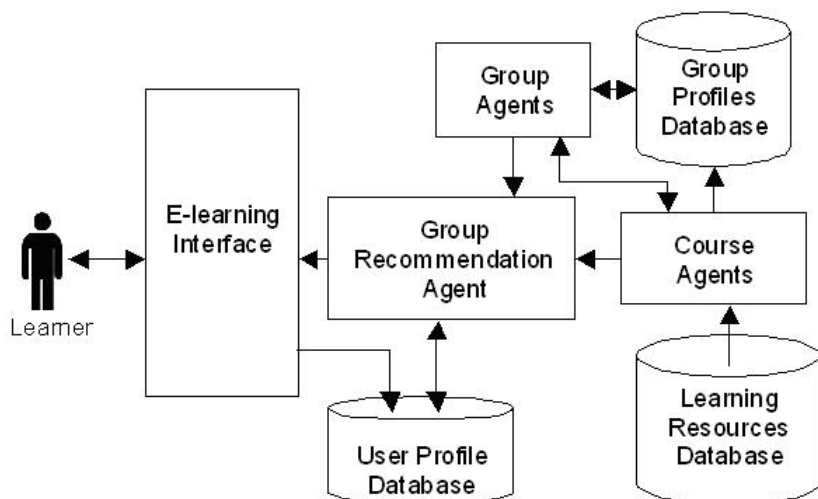 Group
Agents
Group
Profiles
Database
E-learning
Interface
Group
Recommendation
Agent
Course
Agents
Learner
User Profile
Database
Learning
Resources
Database